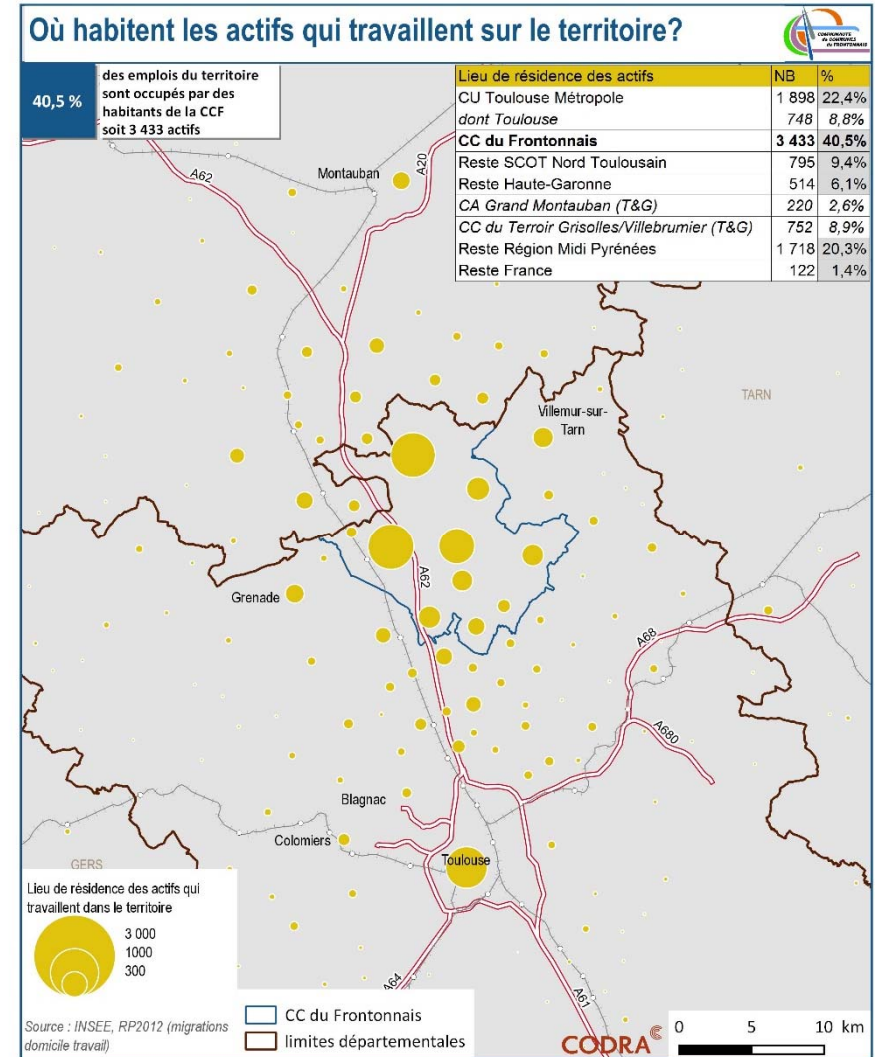 Où habitent les actifs qui travaillent sur le territoire?
COMMUNAUTÉ
de COMMUNES
du FRONTONNAIS
40,5 %
des emplois du territoire
sont occupés par des
habitants de la CCF
soit 3 433 actifs
Lieu de résidence des actifs NB %
CU Toulouse Métropole 1 898 22,4%
dont Toulouse 748 8,8%
CC du Frontonnais 3 433 40,5%
Reste SCOT Nord Toulousain 795 9,4%
Reste Haute-Garonne 514 6,1%
CA Grand Montauban (T&G) 220 2,6%
CC du Terroir Grisolles/Villebrumier (T&G) 752 8,9%
Reste Région Midi Pyrénées 1 718 20,3%
Reste France 122 1,4%
Montauban
A20
A62
TARN
Villemur-sur-
Tarn
A62
Grenade
A68
A680
Blagnac
Colomiers
Toulouse
GERS
A64
A61
Lieu de résidence des actifs qui
travaillent dans le territoire
3 000
1000
300
Source : INSEE, RP2012 (migrations
domicile travail)
CC du Frontonnais
limites départementales
CODRA
0 5 10 km